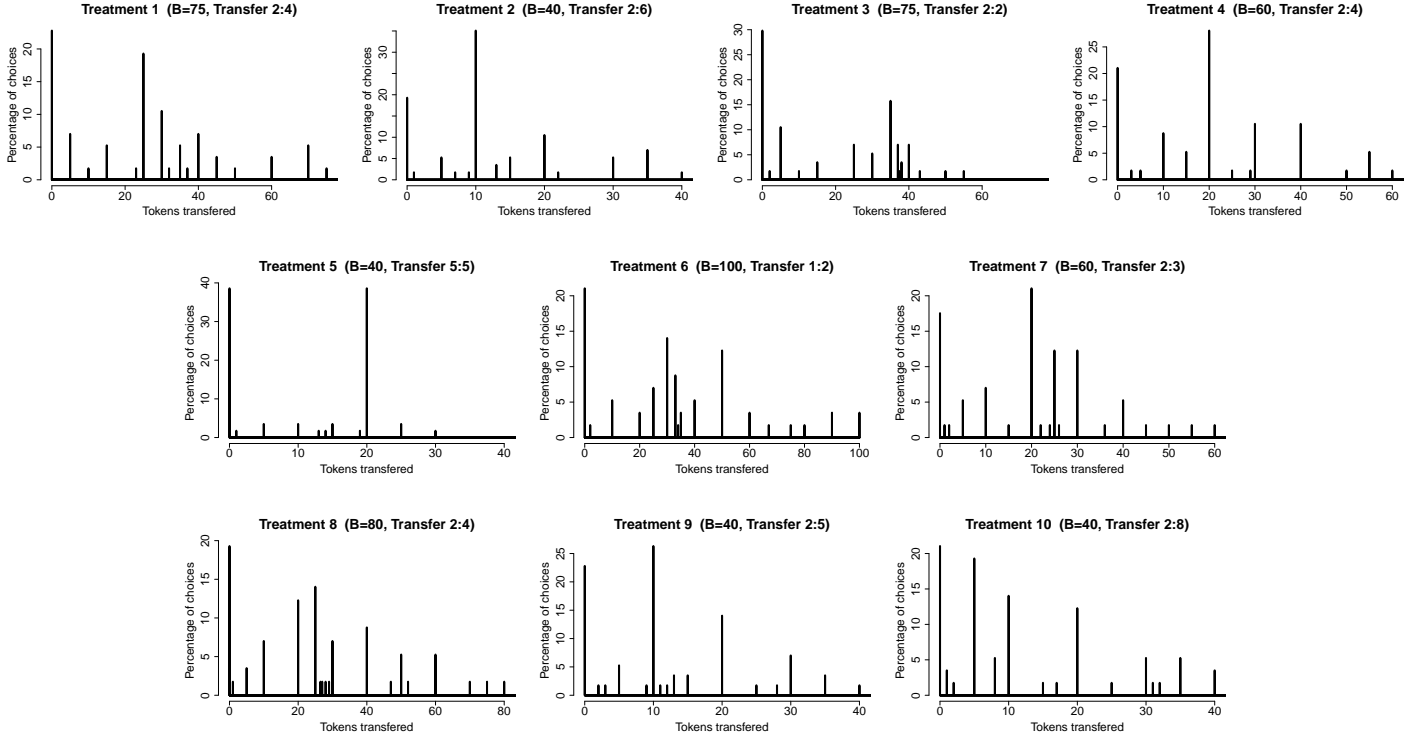 Treatment 1 (B=75, Transfer 2:4)
Percentage of choices
0 5 10 15 20
0 20 40 60
Tokens transfered
Treatment 2 (B=40, Transfer 2:6)
Percentage of choices
0 5 10 20 30
0 10 20 30 40
Tokens transfered
Treatment 3 (B=75, Transfer 2:2)
Percentage of choices
0 5 10 15 20 25 30
0 20 40 60
Tokens transfered
Treatment 4 (B=60, Transfer 2:4)
Percentage of choices
0 5 10 15 20 25
0 10 20 30 40 50 60
Tokens transfered
Treatment 5 (B=40, Transfer 5:5)
Percentage of choices
0 10 20 30 40
0 10 20 30 40
Tokens transfered
Treatment 6 (B=100, Transfer 1:2)
Percentage of choices
0 5 10 15 20
0 20 40 60 80 100
Tokens transfered
Treatment 7 (B=60, Transfer 2:3)
Percentage of choices
0 5 10 15 20
0 10 20 30 40 50 60
Tokens transfered
Treatment 8 (B=80, Transfer 2:4)
Percentage of choices
0 5 10 15 20
0 20 40 60 80
Tokens transfered
Treatment 9 (B=40, Transfer 2:5)
Percentage of choices
0 5 10 15 20 25
0 10 20 30 40
Tokens transfered
Treatment 10 (B=40, Transfer 2:8)
Percentage of choices
0 5 10 15 20
0 10 20 30 40
Tokens transfered